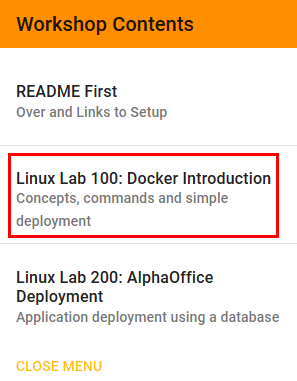 Workshop Contents
README First
Over and Links to Setup
Linux Lab 100: Docker Introduction
Concepts, commands and simple
deployment
Linux Lab 200: AlphaOffice
Deployment
Application deployment using a database
CLOSE MENU